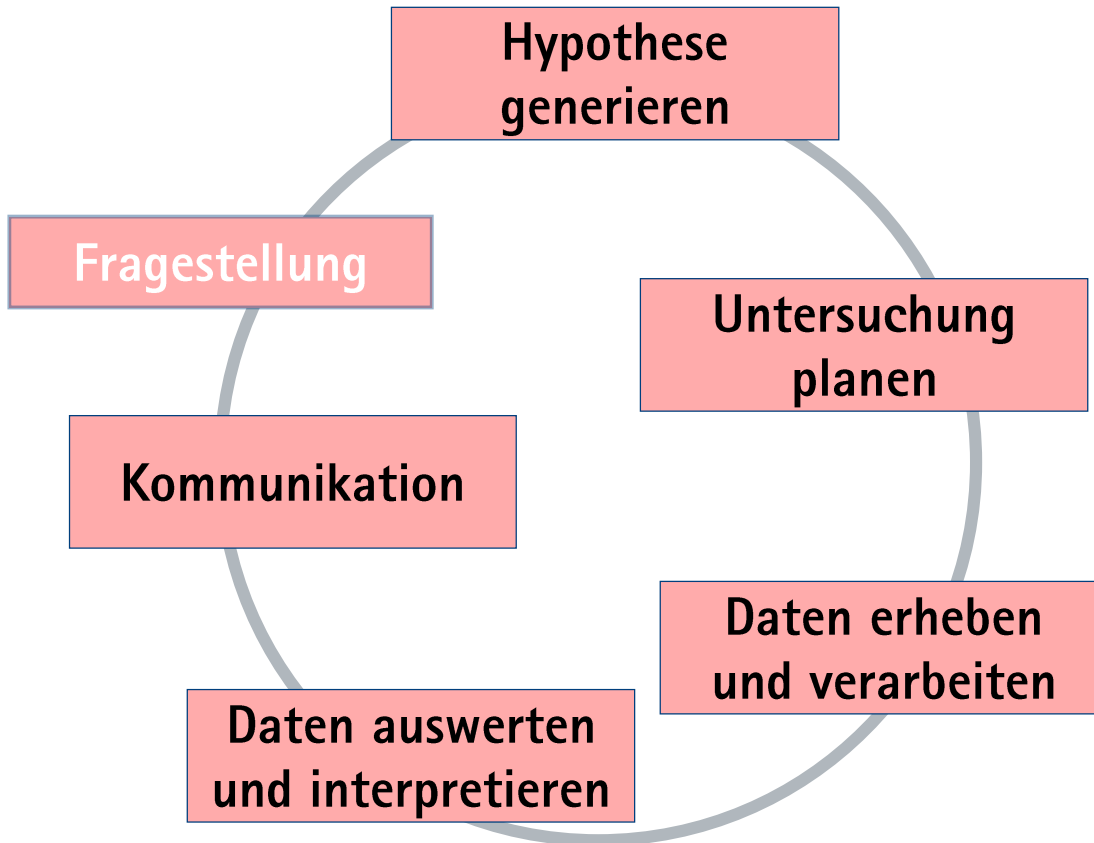 Hypothese
generieren
Fragestellung
Untersuchung
planen
Kommunikation
Daten erheben
und verarbeiten
Daten auswerten
und interpretieren